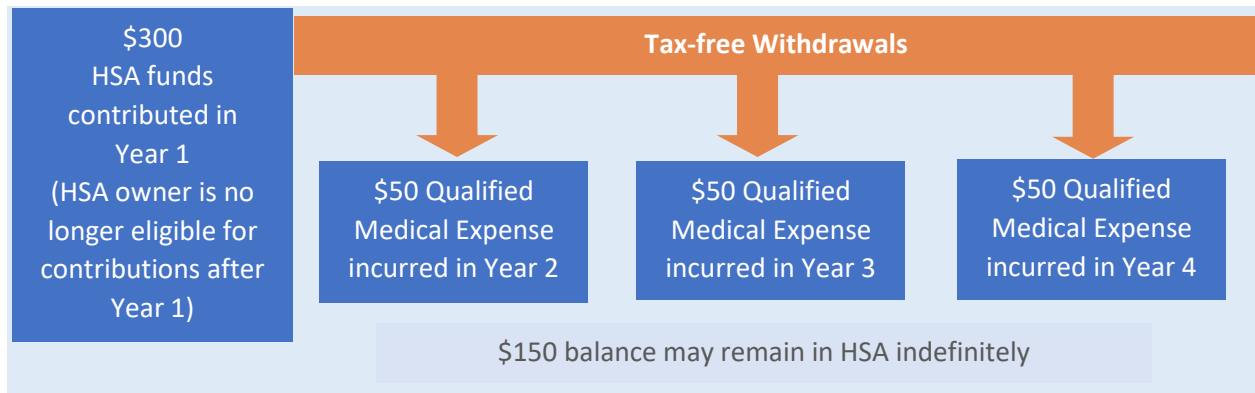 $300
HSA funds
contributed in
Year 1
(HSA owner is no
longer eligible for
contributions after
Year 1)
Tax-free Withdrawals
$50 Qualified
Medical Expense
incurred in Year 2
$50 Qualified
Medical Expense
incurred in Year 3
$50 Qualified
Medical Expense
incurred in Year 4
$150 balance may remain in HSA indefinitely